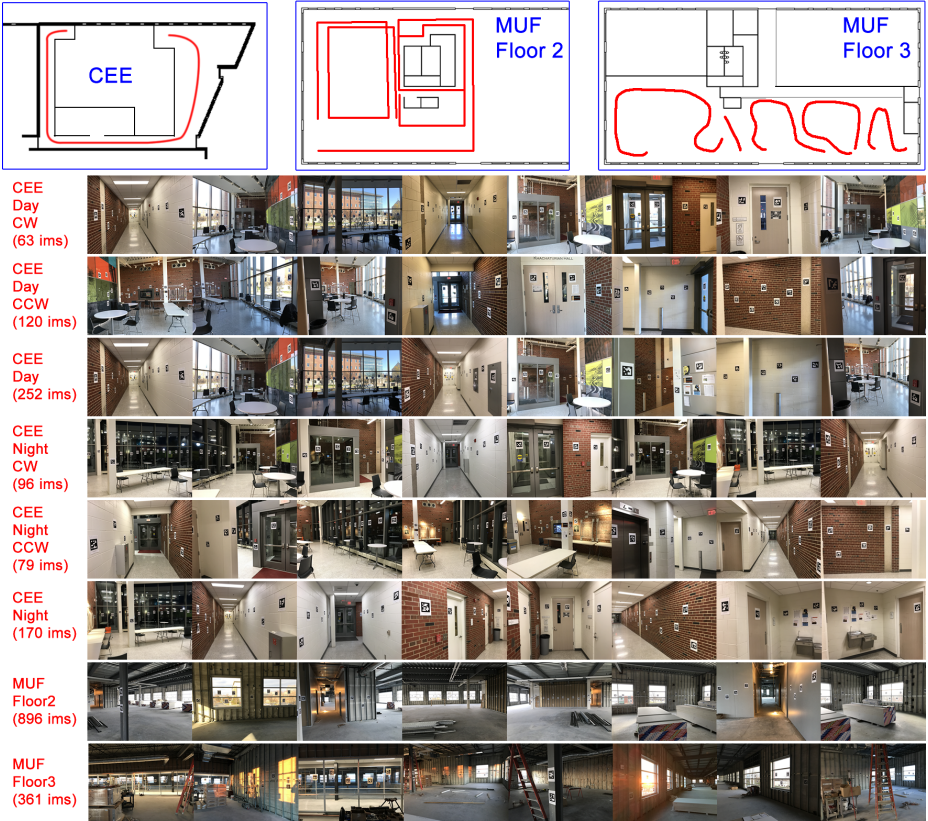 CEE
MUF
Floor 2
MUF
Floor 3
CEE
Day
CW
(63 ims)
CEE
Day
CCW
(120 ims)
CEE
Day
(252 ims)
CEE
Night
CW
(96 ims)
CEE
Night
CCW
(79 ims)
CEE
Night
(170 ims)
MUF
Floor2
(896 ims)
MUF
Floor3
(361 ims)